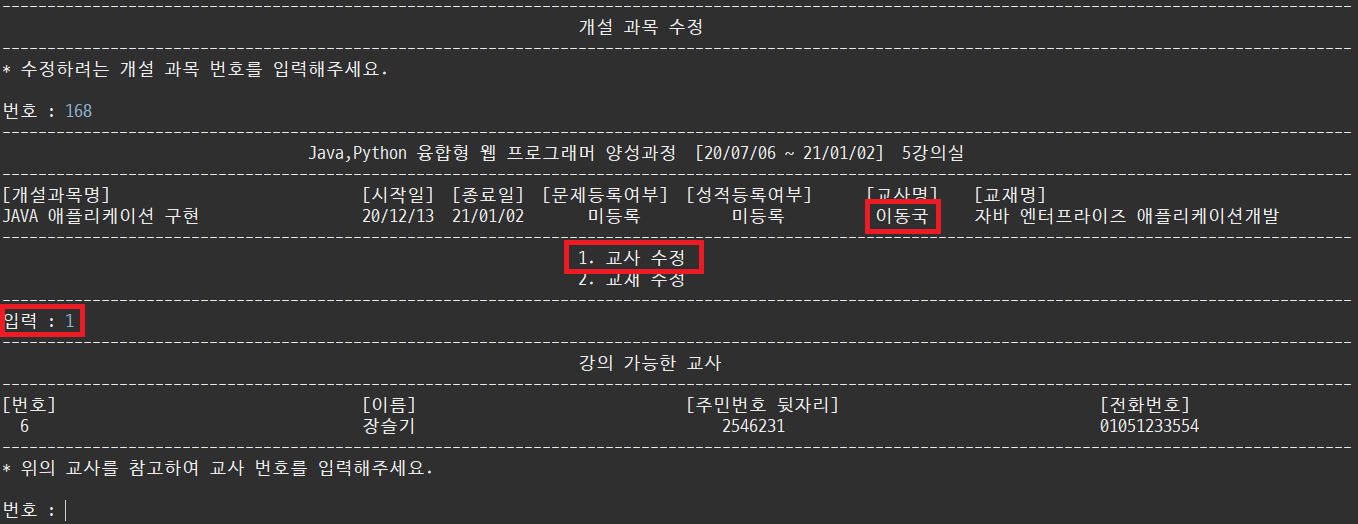 개설 과목 수정
* 수정하려는 개설 과목 번호를 입력해주세요.
번호 : 168
Java,Python 융합형 웹 프로그래머 양성과정 [20/07/06 ~ 21/01/02] 5강의실
[개설과목명] [시작일] [종료일] [문제등록여부] [성적등록여부] [교사명] [교재명]
JAVA 애플리케이션 구현 20/12/13 21/01/02 미등록 미등록 이동국 자바 엔터프라이즈 애플리케이션개발
1. 교사 수정
2. 교재 수정
입력 : 1
강의 가능한 교사
[번호] [이름] [주민번호 뒷자리] [전화번호]
6 장슬기 2546231 01051233554
* 위의 교사를 참고하여 교사 번호를 입력해주세요.
번호 :